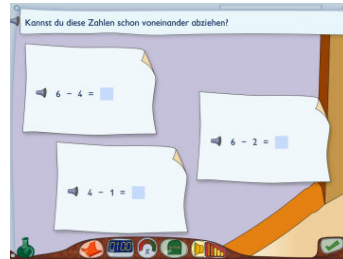 Kannst du diese Zahlen schon voneinander abziehen?
6 - 4 =
6 - 2 =
4 - 1 =